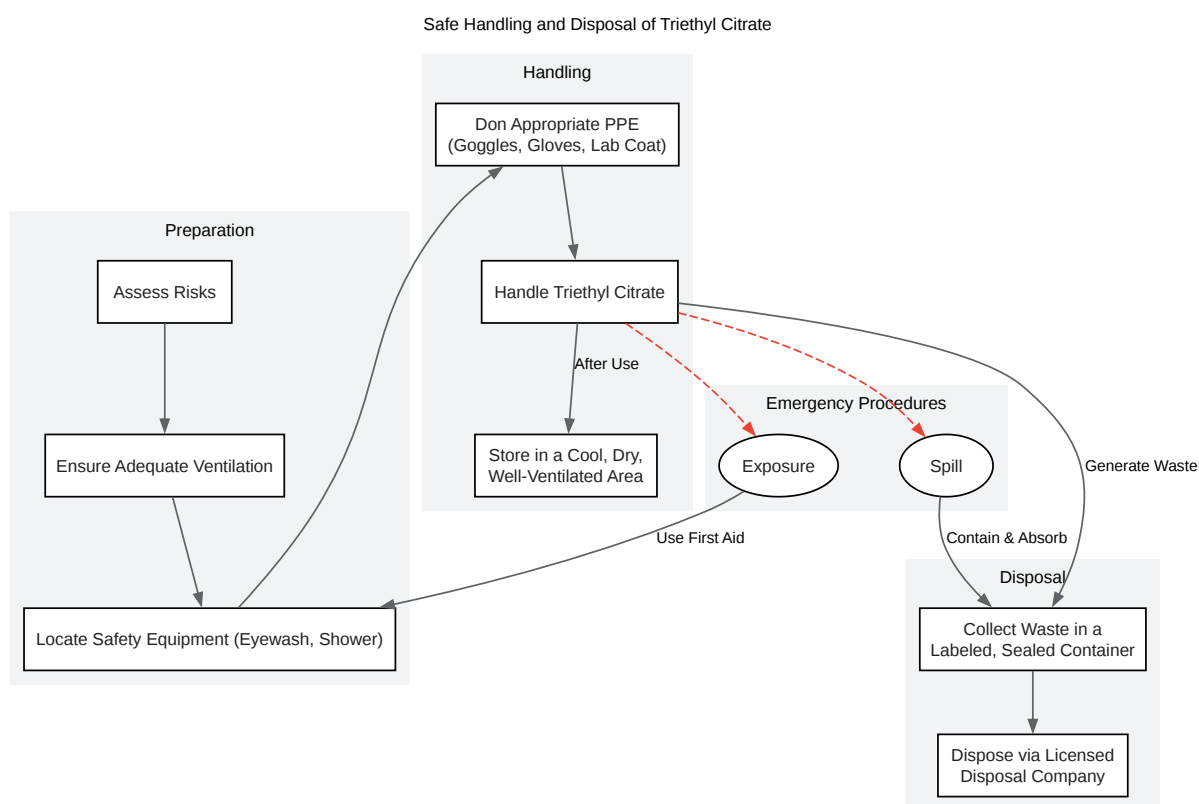 Safe Handling and Disposal of Triethyl Citrate
Handling
Don Appropriate PPE
(Goggles, Gloves, Lab Coat)
Preparation
Assess Risks
Handle Triethyl Citrate
After Use
Emergency Procedures
Ensure Adequate Ventilation
Store in a Cool, Dry,
Well-Ventilated Area
Exposure
Spill
Generate Waste
Use First Aid
Contain & Absorb
Disposal
Locate Safety Equipment (Eyewash, Shower)
Collect Waste in a
Labeled, Sealed Container
Dispose via Licensed
Disposal Company